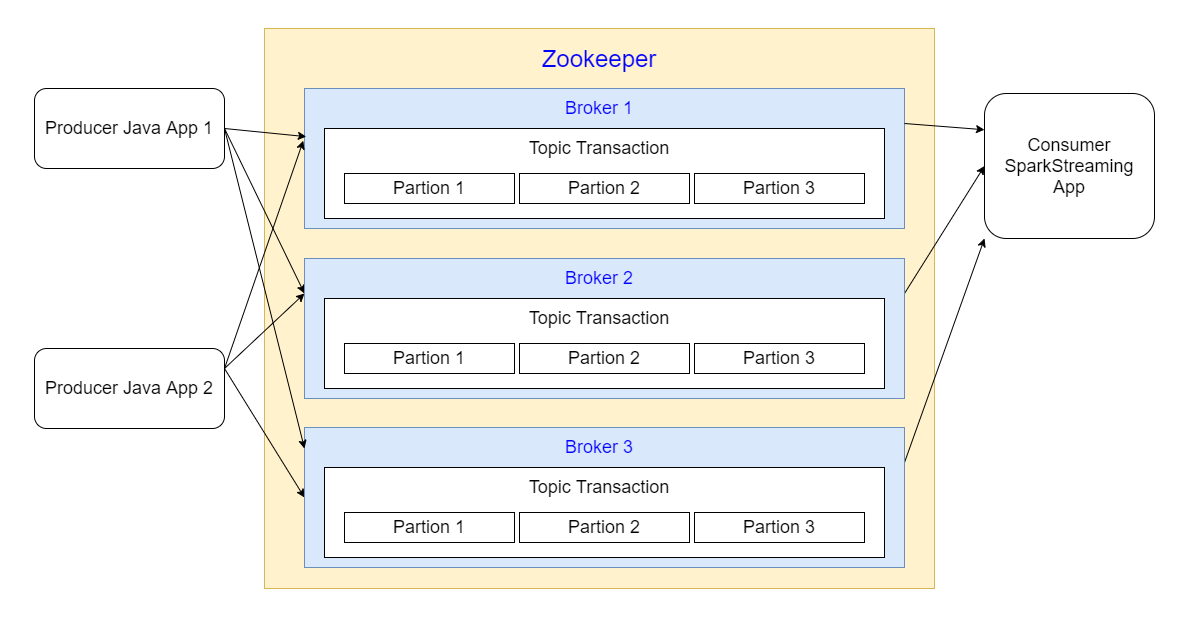 Zookeeper
Producer Java App 1
Broker 1
Topic Transaction
Partion 1
Partion 2
Partion 3
Consumer
SparkStreaming
App
Broker 2
Topic Transaction
Partion 1
Partion 2
Partion 3
Producer Java App 2
Broker 3
Topic Transaction
Partion 1
Partion 2
Partion 3